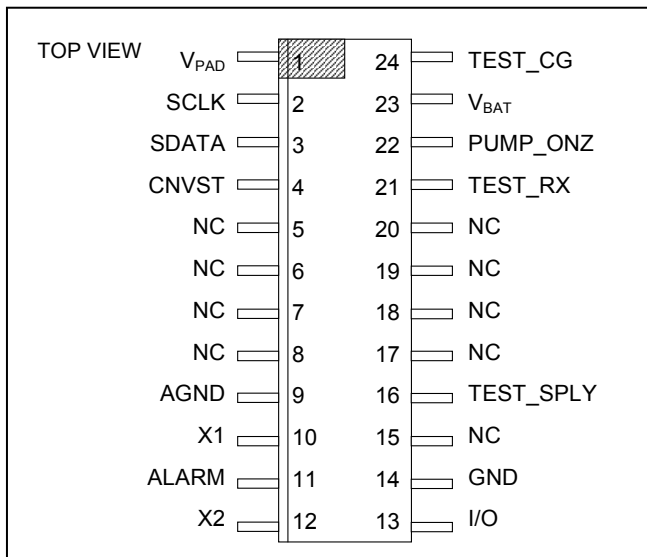 TOP VIEW
V_PAD 1 24 TEST_CG
SCLK 2 23 V_BAT
SDATA 3 22 PUMP_ONZ
CNVST 4 21 TEST_RX
NC 5 20 NC
NC 6 19 NC
NC 7 18 NC
NC 8 17 NC
AGND 9 16 TEST_SPLY
X1 10 15 NC
ALARM 11 14 GND
X2 12 13 I/O